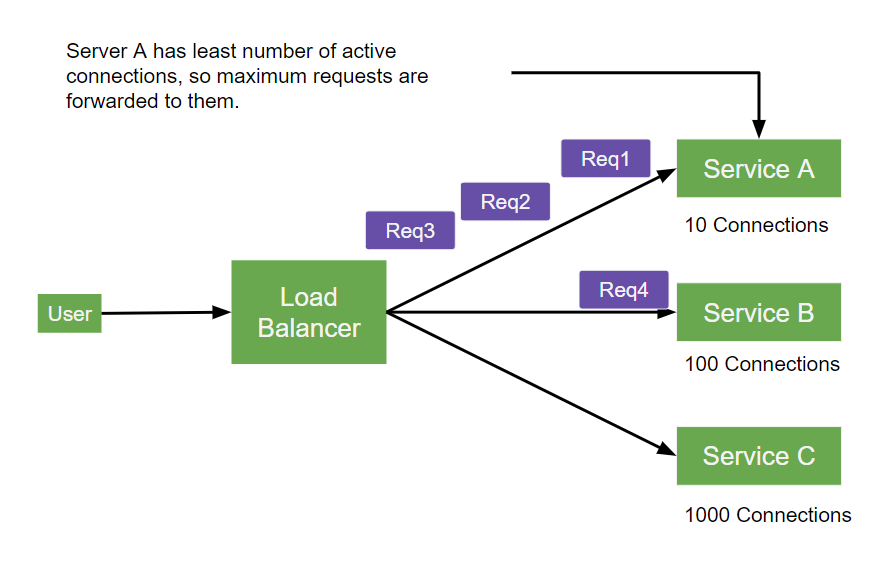 Server A has least number of active
connections, so maximum requests are
forwarded to them.
Req1
Service A
Req2
10 Connections
Req3
Load
Balancer
User
Req4
Service B
100 Connections
Service C
1000 Connections